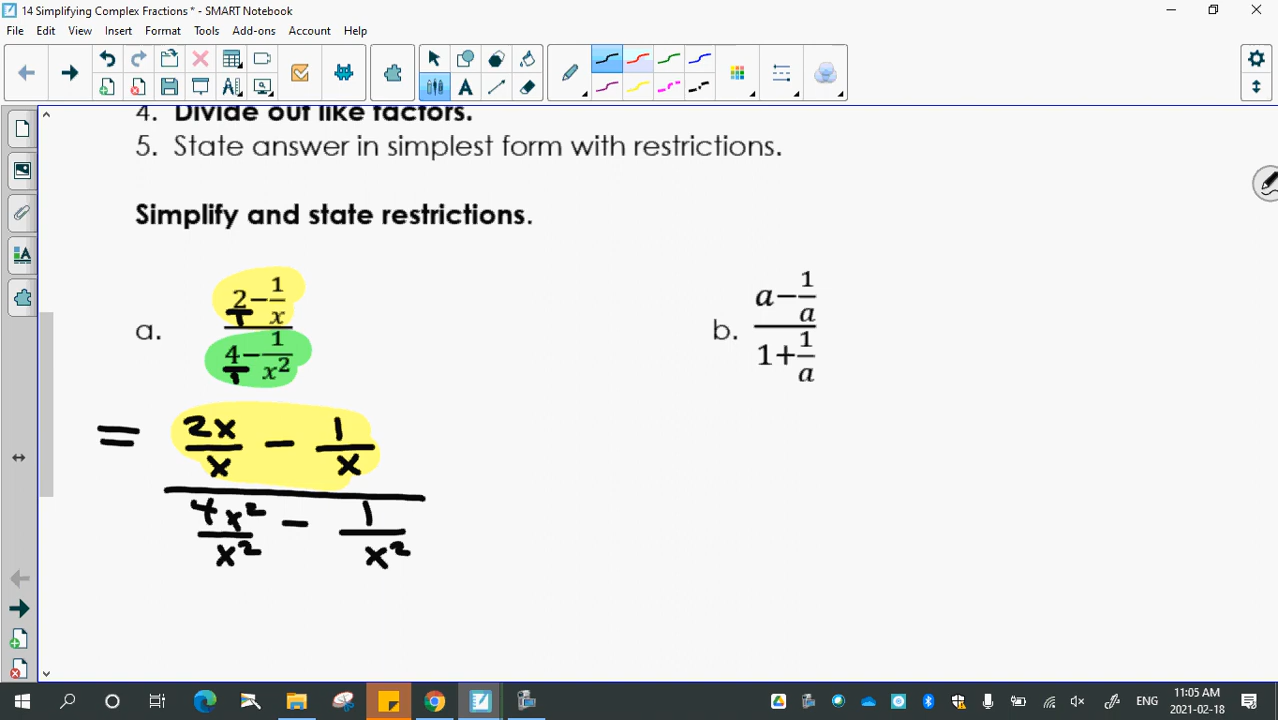 14 Simplifying Complex Fractions * - SMART Notebook
File Edit View Insert Format Tools Add-ons Account Help
4. Divide out like factors.
5. State answer in simplest form with restrictions.
Simplify and state restrictions.
a. (2/1 - 1/x) / (4/1 - 1/x²)
b. (a - 1/a) / (1 + 1/a)
= (2x/x - 1/x) / (4x²/x² - 1/x²)
ENG
11:05 AM
2021-02-18